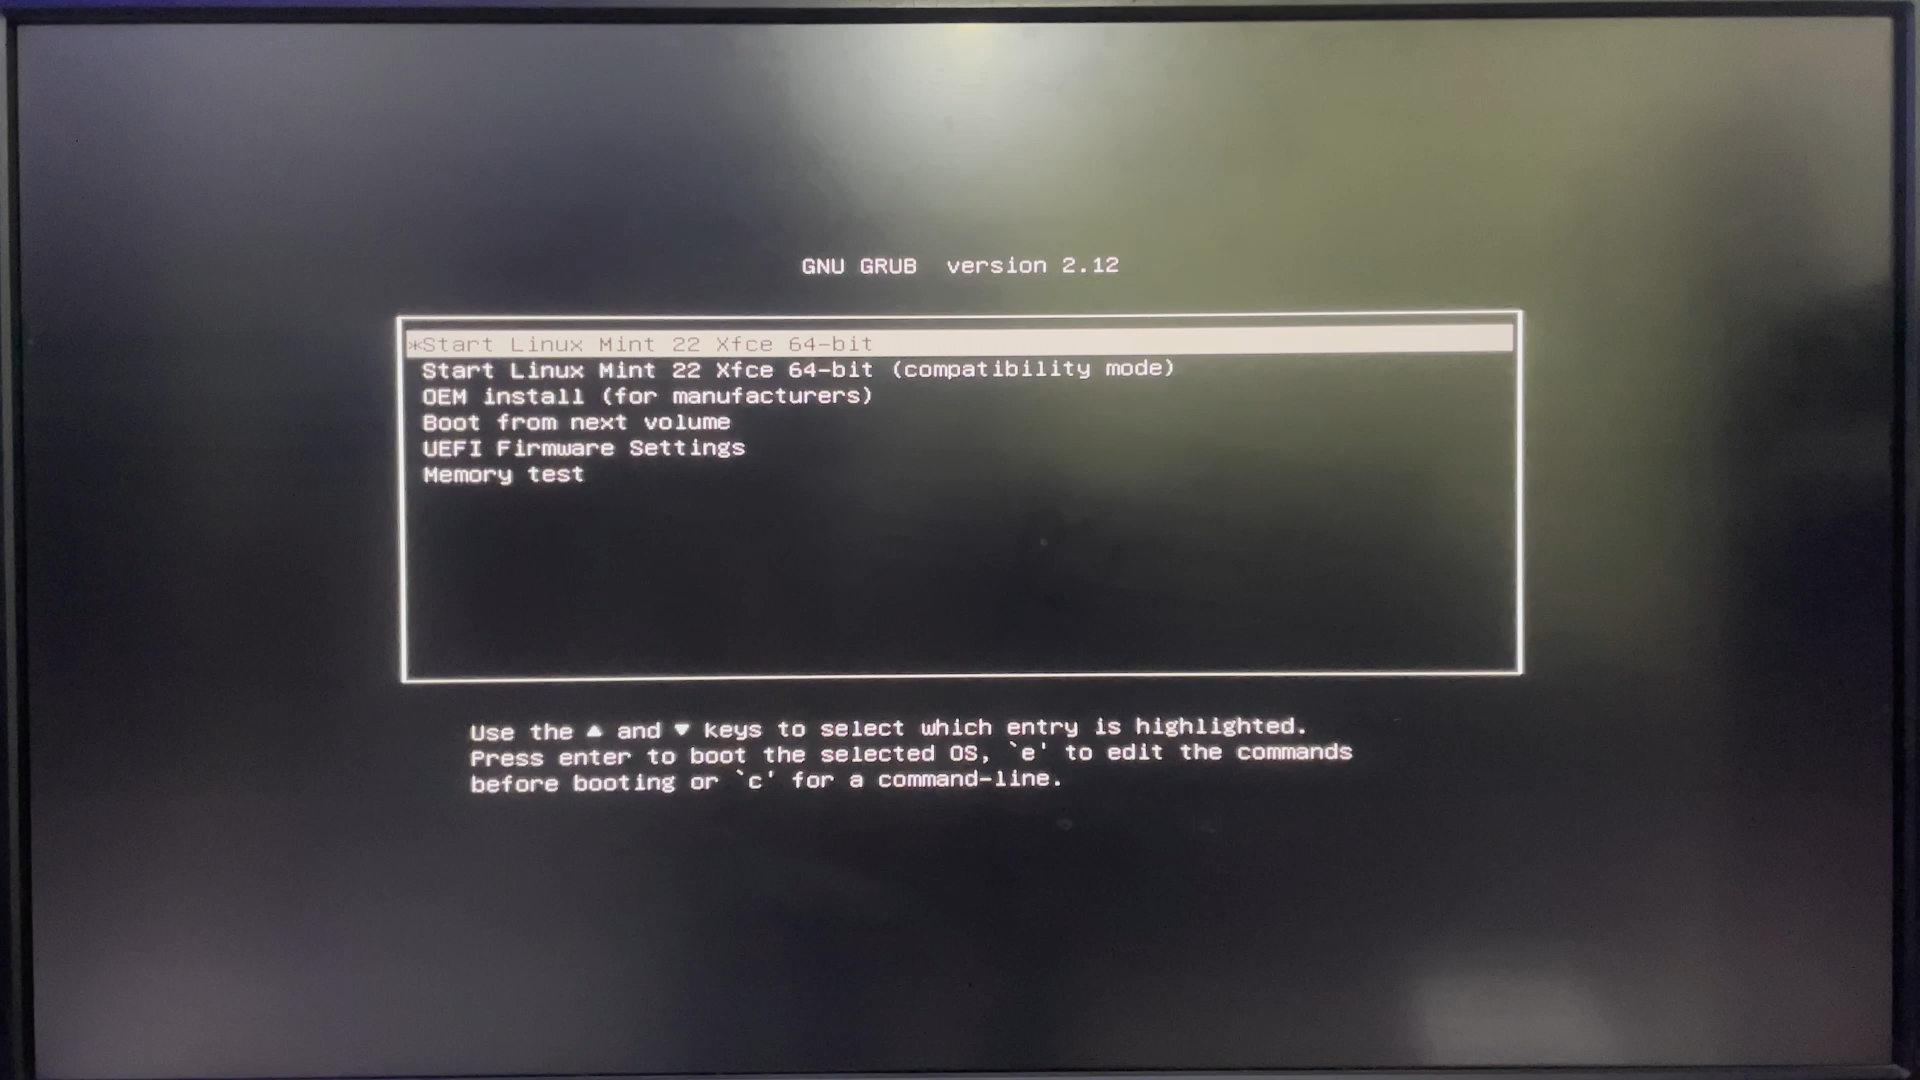 GNU GRUB  version 2.12
*Start Linux Mint 22 Xfce 64-bit
Start Linux Mint 22 Xfce 64-bit (compatibility mode)
OEM install (for manufacturers)
Boot from next volume
UEFI Firmware Settings
Memory test
Use the ▲ and ▼ keys to select which entry is highlighted.
Press enter to boot the selected OS, `e' to edit the commands
before booting or `c' for a command-line.